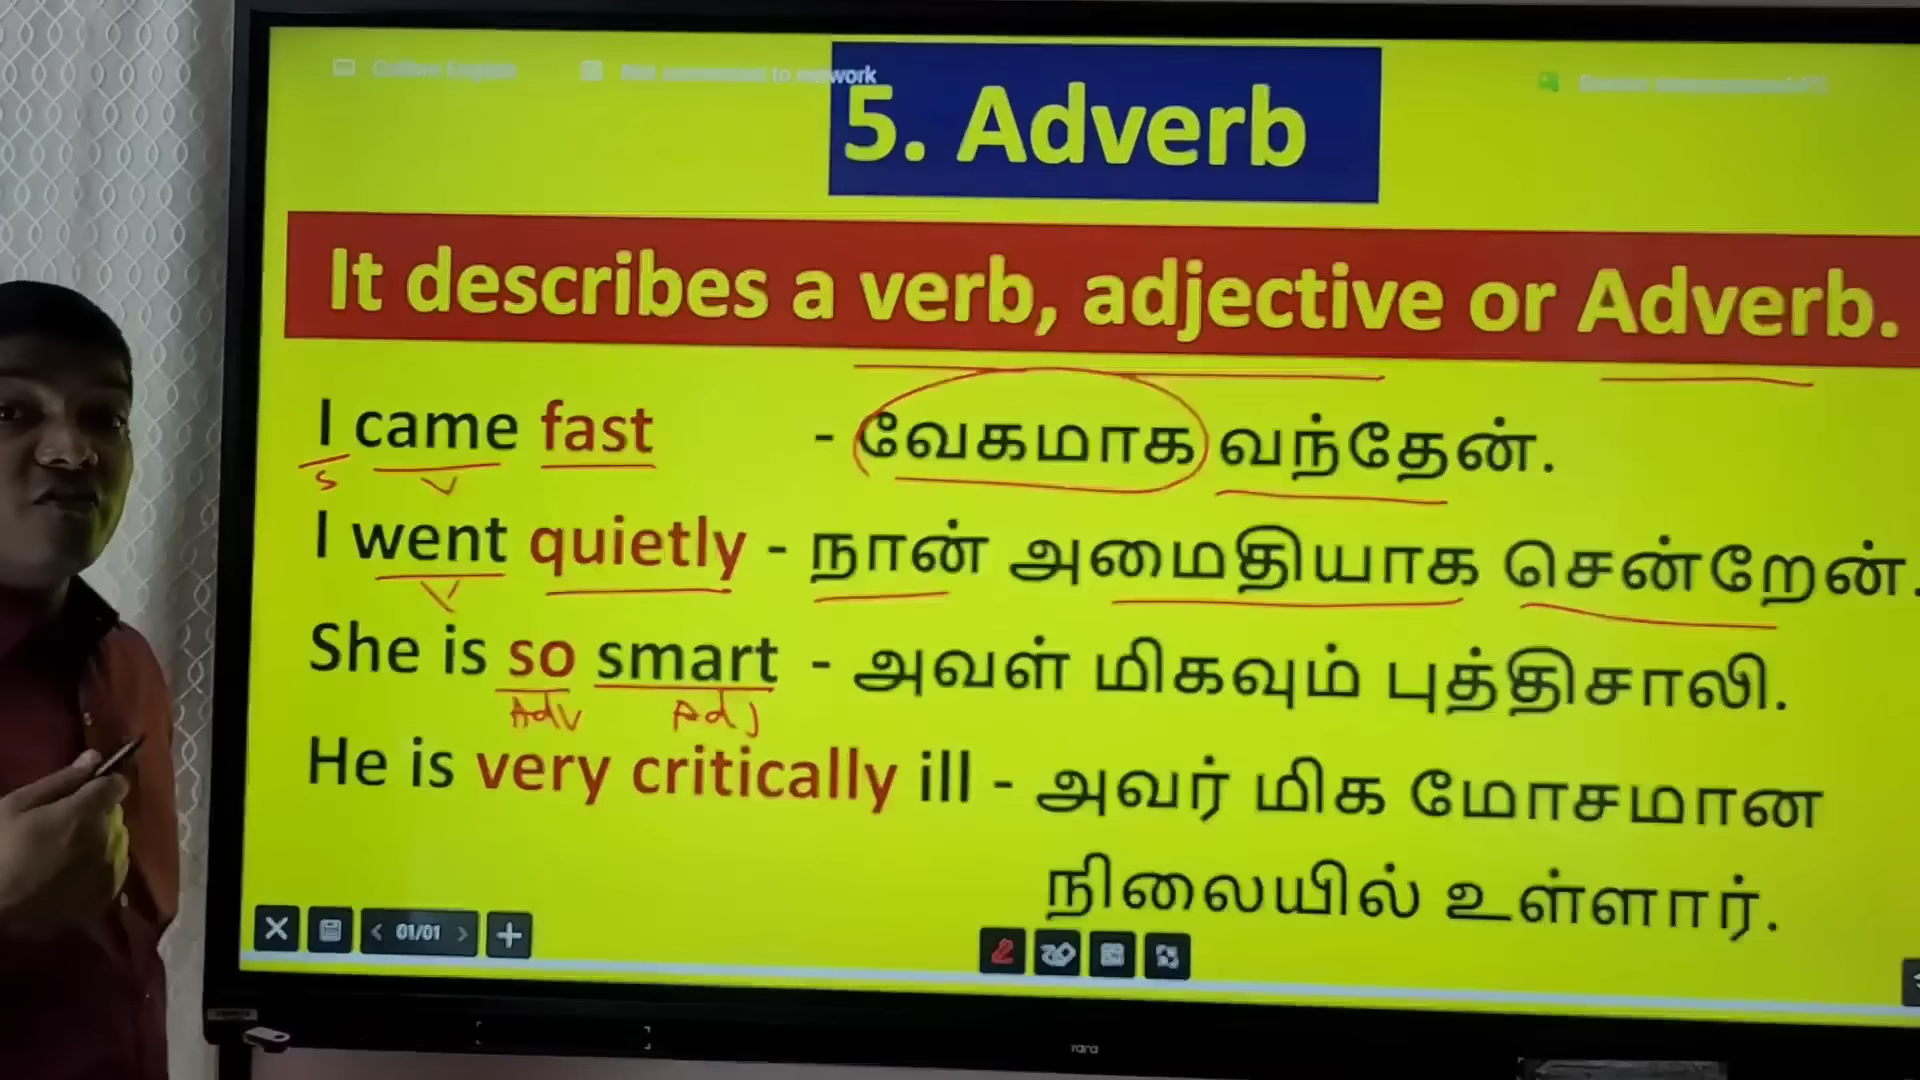 5. Adverb
It describes a verb, adjective or Adverb.
I came fast - வேகமாக வந்தேன்.
S V
I went quietly - நான் அமைதியாக சென்றேன்.
V
She is so smart - அவள் மிகவும் புத்திசாலி.
Adv Adj
He is very critically ill - அவர் மிக மோசமான
நிலையில் உள்ளார்.
01/01